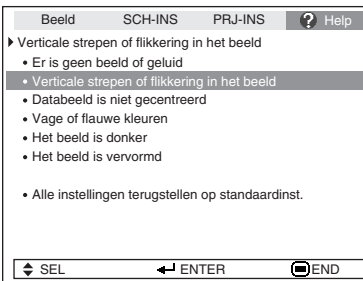 Beeld SCH-INS PRJ-INS ? Help
Verticale strepen of flikkering in het beeld
• Er is geen beeld of geluid
• Verticale strepen of flikkering in het beeld
• Databeeld is niet gecentreerd
• Vage of flauwe kleuren
• Het beeld is donker
• Het beeld is vervormd
• Alle instellingen terugstellen op standaardinst.
SEL ENTER END